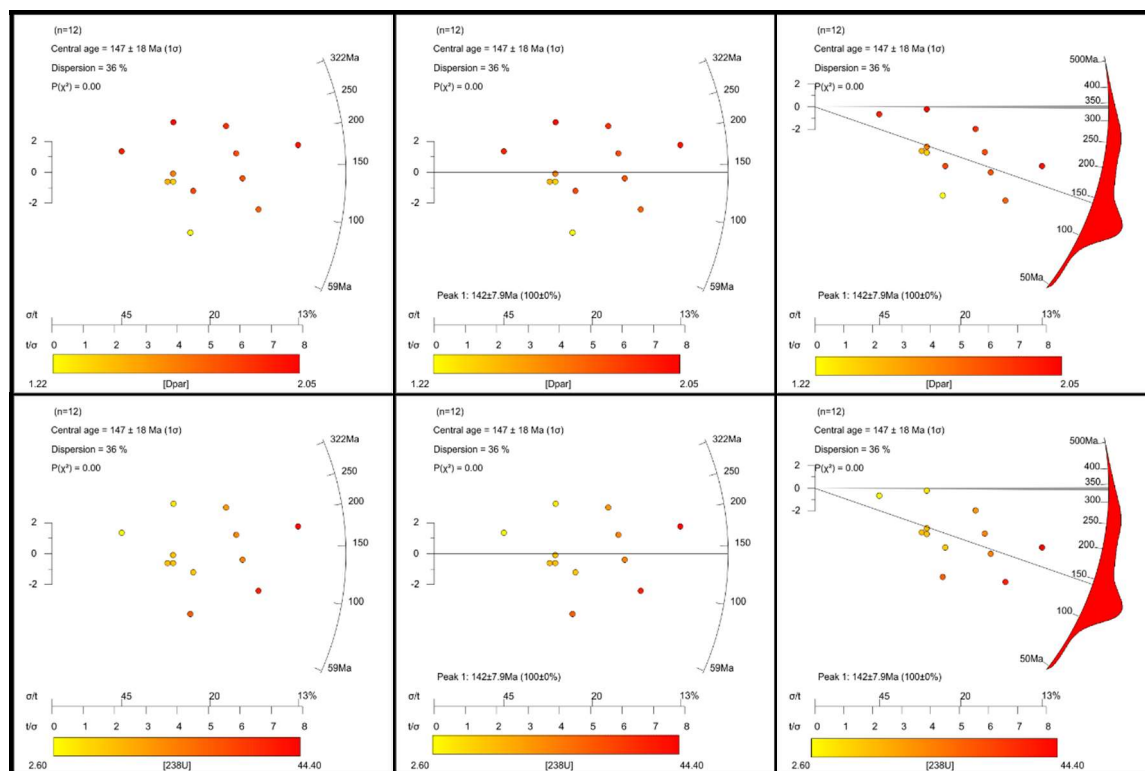 (n=12)
Central age = 147 ± 18 Ma (1σ)
Dispersion = 36 %
P(χ²) = 0.00
322Ma
250
200
150
100
59Ma
2
0
-2
σ/t 45 20 13%
t/σ 0 1 2 3 4 5 6 7 8
1.22 [Dpar] 2.05
(n=12)
Central age = 147 ± 18 Ma (1σ)
Dispersion = 36 %
P(χ²) = 0.00
322Ma
250
200
150
100
59Ma
2
0
-2
Peak 1: 142±7.9Ma (100±0%)
σ/t 45 20 13%
t/σ 0 1 2 3 4 5 6 7 8
1.22 [Dpar] 2.05
(n=12)
Central age = 147 ± 18 Ma (1σ)
Dispersion = 36 %
P(χ²) = 0.00
500Ma
400
350
300
250
200
150
100
50Ma
2
0
-2
Peak 1: 142±7.9Ma (100±0%)
σ/t 45 20 13%
t/σ 0 1 2 3 4 5 6 7 8
1.22 [Dpar] 2.05
(n=12)
Central age = 147 ± 18 Ma (1σ)
Dispersion = 36 %
P(χ²) = 0.00
322Ma
250
200
150
100
59Ma
2
0
-2
σ/t 45 20 13%
t/σ 0 1 2 3 4 5 6 7 8
2.60 [238U] 44.40
(n=12)
Central age = 147 ± 18 Ma (1σ)
Dispersion = 36 %
P(χ²) = 0.00
322Ma
250
200
150
100
59Ma
2
0
-2
Peak 1: 142±7.9Ma (100±0%)
σ/t 45 20 13%
t/σ 0 1 2 3 4 5 6 7 8
2.60 [238U] 44.40
(n=12)
Central age = 147 ± 18 Ma (1σ)
Dispersion = 36 %
P(χ²) = 0.00
500Ma
400
350
300
250
200
150
100
50Ma
2
0
-2
Peak 1: 142±7.9Ma (100±0%)
σ/t 45 20 13%
t/σ 0 1 2 3 4 5 6 7 8
2.60 [238U] 44.40